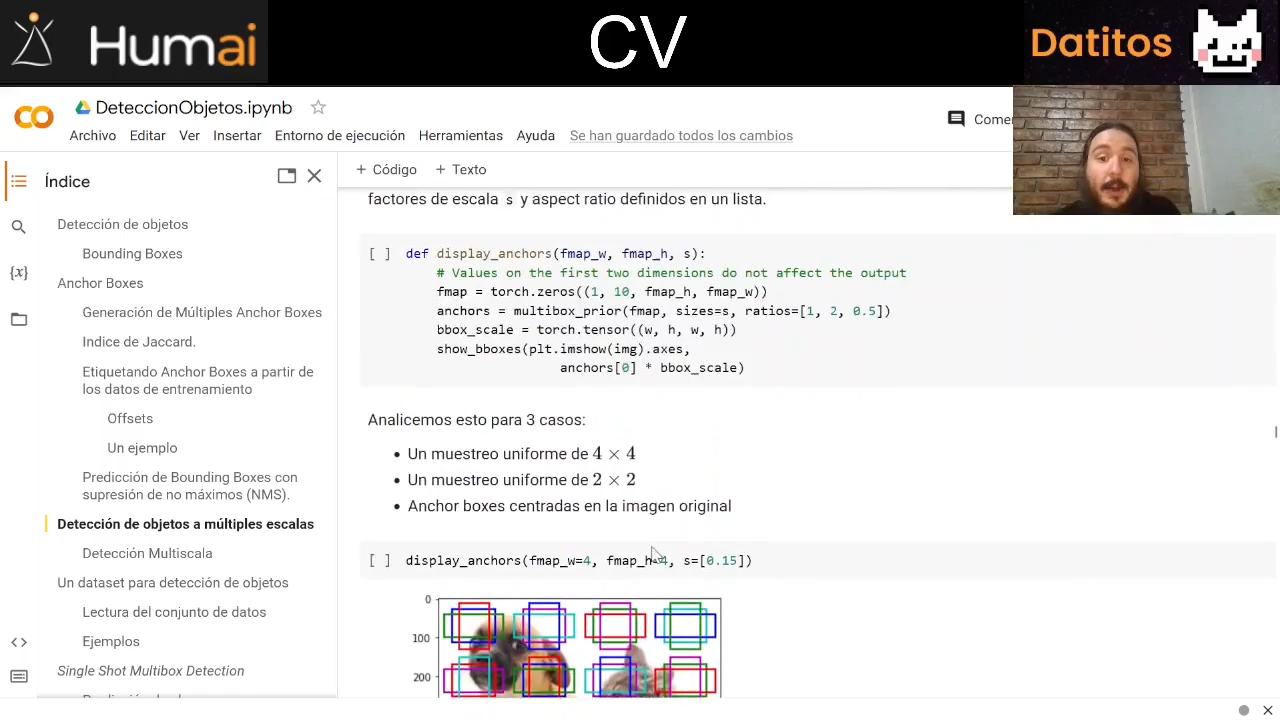 Humai
CV
Datitos
DeteccionObjetos.ipynb
Archivo Editar Ver Insertar Entorno de ejecución Herramientas Ayuda Se han guardado todos los cambios
+ Código + Texto
Índice
Detección de objetos
Bounding Boxes
Anchor Boxes
Generación de Múltiples Anchor Boxes
Indice de Jaccard.
Etiquetando Anchor Boxes a partir de
los datos de entrenamiento
Offsets
Un ejemplo
Predicción de Bounding Boxes con
supresión de no máximos (NMS).
Detección de objetos a múltiples escalas
Detección Multiscala
Un dataset para detección de objetos
Lectura del conjunto de datos
Ejemplos
Single Shot Multibox Detection
factores de escala s y aspect ratio definidos en un lista.
[ ] def display_anchors(fmap_w, fmap_h, s):
# Values on the first two dimensions do not affect the output
fmap = torch.zeros((1, 10, fmap_h, fmap_w))
anchors = multibox_prior(fmap, sizes=s, ratios=[1, 2, 0.5])
bbox_scale = torch.tensor((w, h, w, h))
show_bboxes(plt.imshow(img).axes,
anchors[0] * bbox_scale)
Analicemos esto para 3 casos:
• Un muestreo uniforme de 4 × 4
• Un muestreo uniforme de 2 × 2
• Anchor boxes centradas en la imagen original
[ ] display_anchors(fmap_w=4, fmap_h=4, s=[0.15])
0
100
200